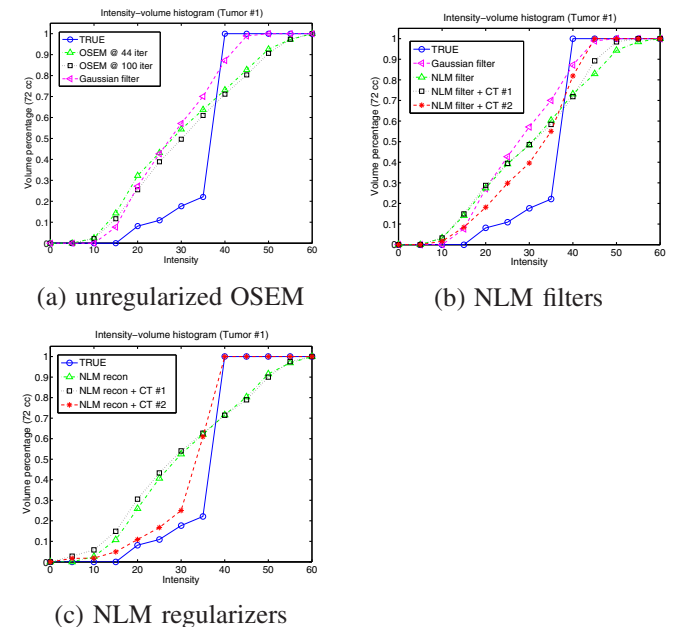 Intensity−volume histogram (Tumor #1)
TRUE
OSEM @ 44 iter
OSEM @ 100 iter
Gaussian filter
Volume percentage (72 cc)
1
0.9
0.8
0.7
0.6
0.5
0.4
0.3
0.2
0.1
0
0 10 20 30 40 50 60
Intensity
(a) unregularized OSEM
Intensity−volume histogram (Tumor #1)
TRUE
Gaussian filter
NLM filter
NLM filter + CT #1
NLM filter + CT #2
Volume percentage (72 cc)
1
0.9
0.8
0.7
0.6
0.5
0.4
0.3
0.2
0.1
0
0 10 20 30 40 50 60
Intensity
(b) NLM filters
Intensity−volume histogram (Tumor #1)
TRUE
NLM recon
NLM recon + CT #1
NLM recon + CT #2
Volume percentage (72 cc)
1
0.9
0.8
0.7
0.6
0.5
0.4
0.3
0.2
0.1
0
0 10 20 30 40 50 60
Intensity
(c) NLM regularizers